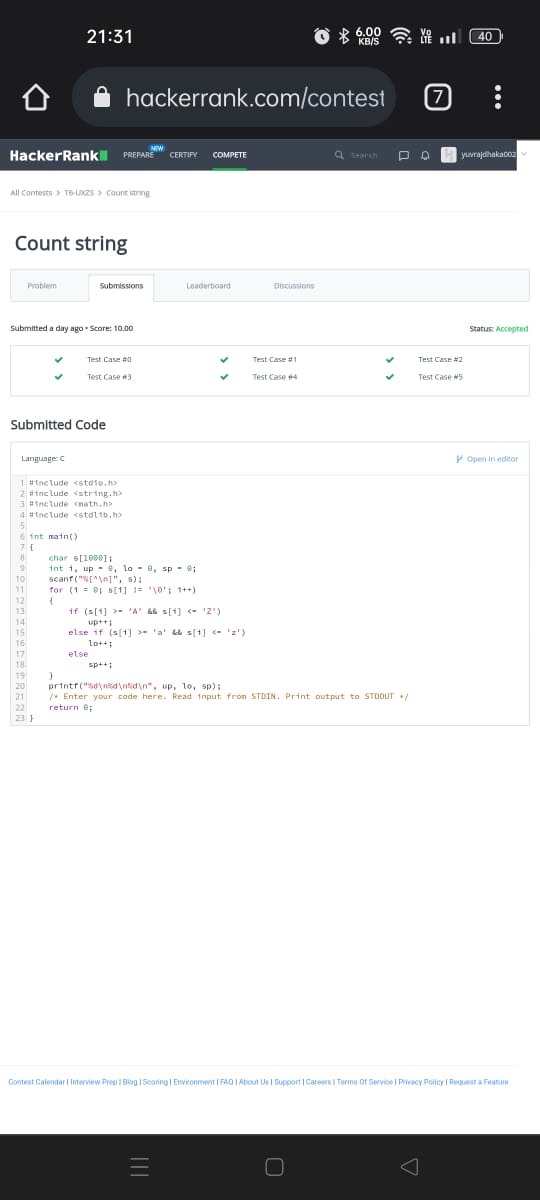 21:31
6.00 KB/S Vo LTE 40
hackerrank.com/contest 7
HackerRank PREPARE NEW CERTIFY COMPETE Search yuvrajdhaka002
All Contests > T6-UXZS > Count string
Count string
Problem Submissions Leaderboard Discussions
Submitted a day ago • Score: 10.00 Status: Accepted
Test Case #0 Test Case #1 Test Case #2
Test Case #3 Test Case #4 Test Case #5
Submitted Code
Language: C Open in editor
1 #include <stdio.h>
2 #include <string.h>
3 #include <math.h>
4 #include <stdlib.h>
5
6 int main()
7 {
8 char s[1000];
9 int i, up = 0, lo = 0, sp = 0;
10 scanf("%[^\n]", s);
11 for (i = 0; s[i] != '\0'; i++)
12 {
13 if (s[i] >= 'A' && s[i] <= 'Z')
14 up++;
15 else if (s[i] >= 'a' && s[i] <= 'z')
16 lo++;
17 else
18 sp++;
19 }
20 printf("%d\n%d\n%d\n", up, lo, sp);
21 /* Enter your code here. Read input from STDIN. Print output to STDOUT */
22 return 0;
23 }
Contest Calendar | Interview Prep | Blog | Scoring | Environment | FAQ | About Us | Support | Careers | Terms Of Service | Privacy Policy | Request a Feature